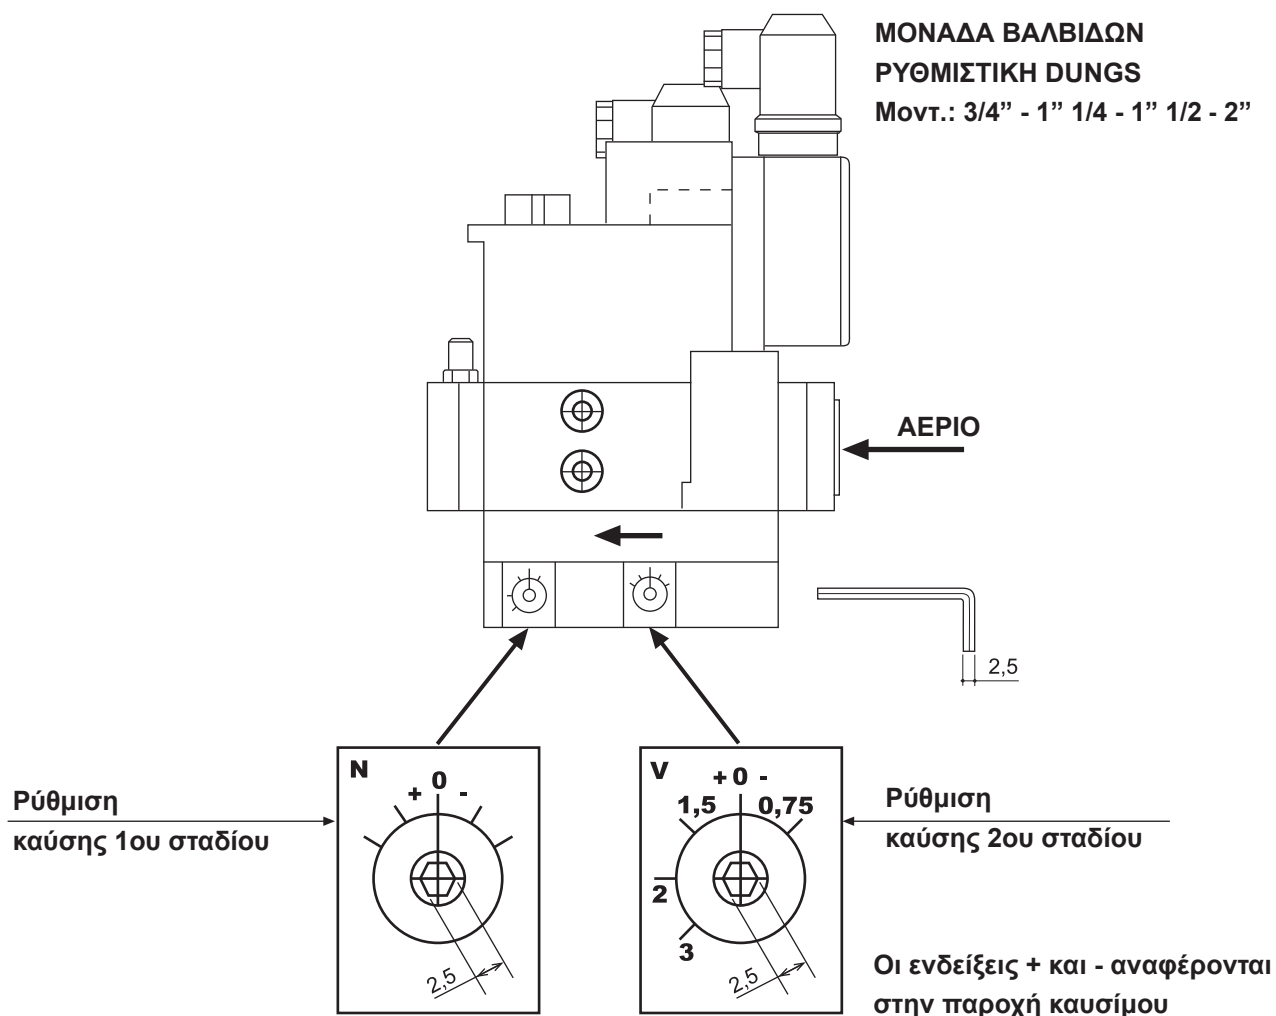 ΜΟΝΑΔΑ ΒΑΛΒΙΔΩΝ
ΡΥΘΜΙΣΤΙΚΗ DUNGS
Μοντ.: 3/4” - 1” 1/4 - 1” 1/2 - 2”
ΑΕΡΙΟ
2,5
N
+ 0 -
2,5
V
+ 0 -
1,5
0,75
2
3
2,5
Ρύθμιση
καύσης 1ου σταδίου
Ρύθμιση
καύσης 2ου σταδίου
Οι ενδείξεις + και - αναφέρονται
στην παροχή καυσίμου